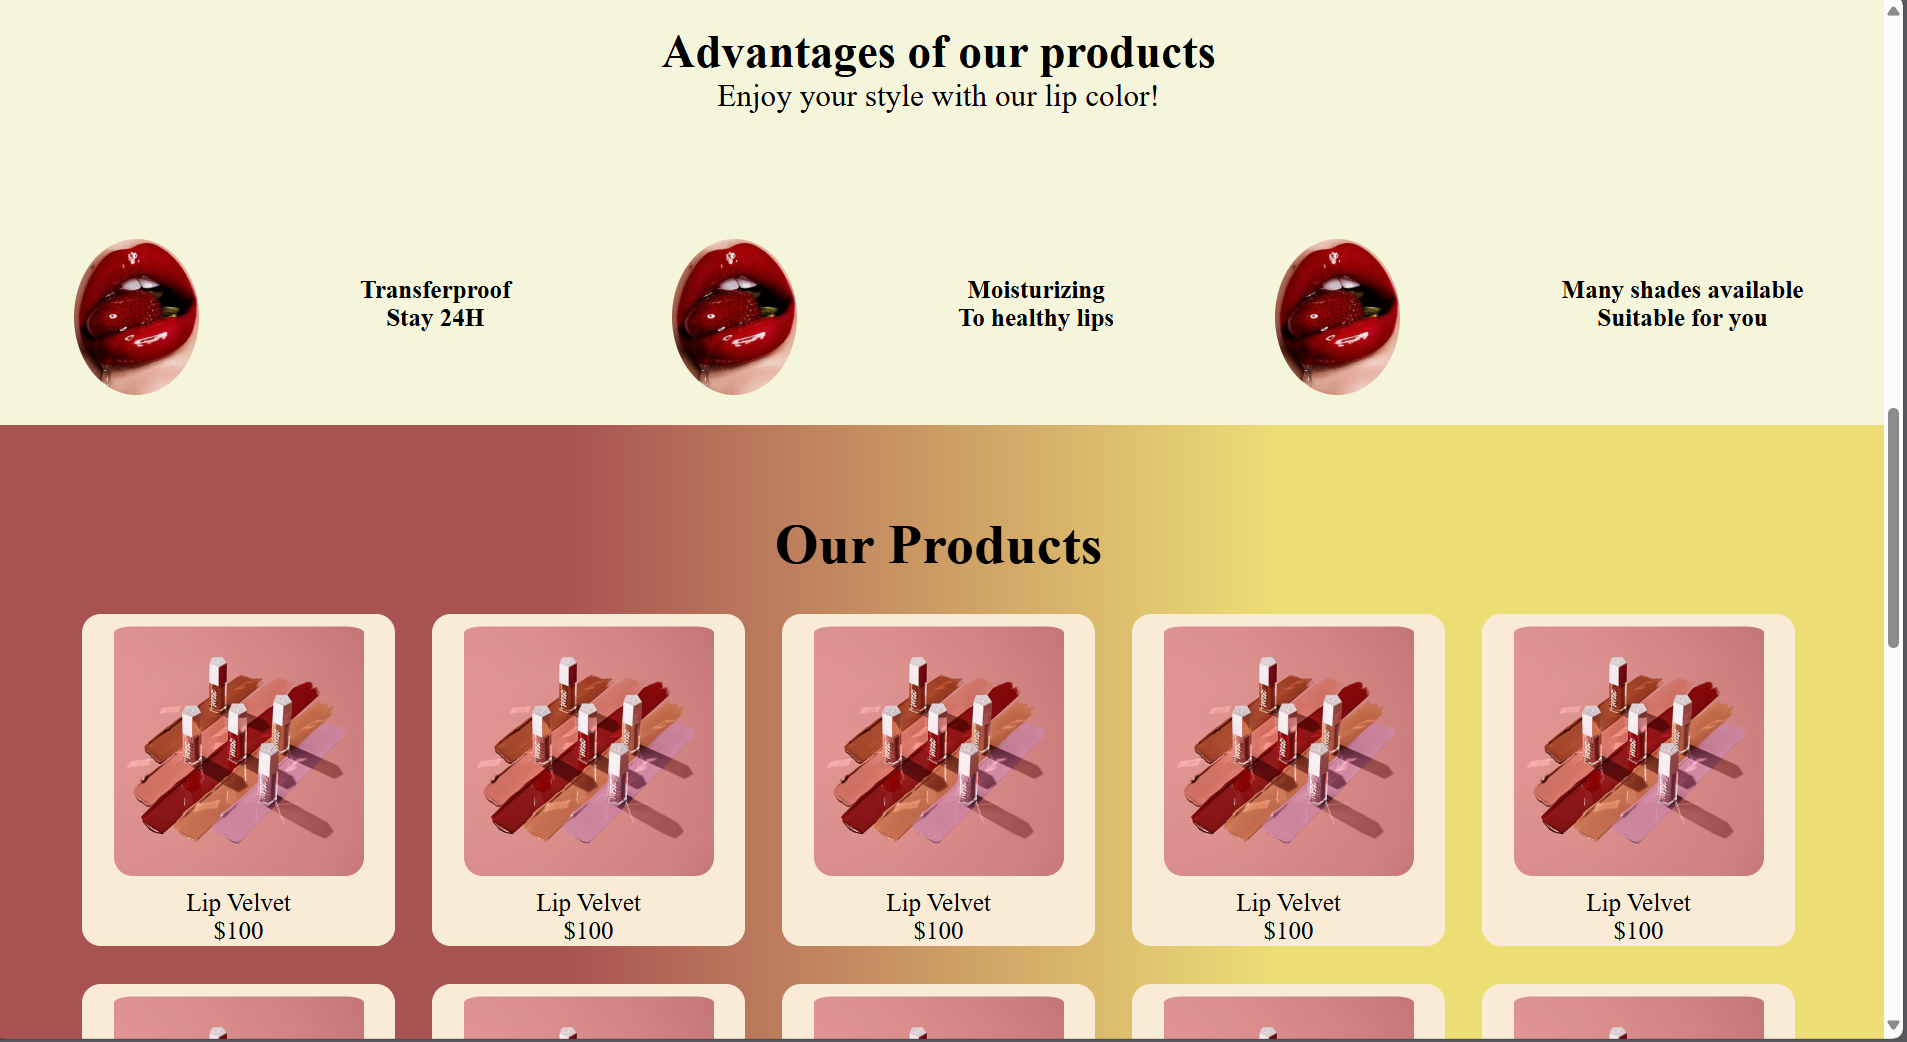 Advantages of our products
Enjoy your style with our lip color!
Transferproof
Stay 24H
Moisturizing
To healthy lips
Many shades available
Suitable for you
Our Products
Lip Velvet
$100
Lip Velvet
$100
Lip Velvet
$100
Lip Velvet
$100
Lip Velvet
$100